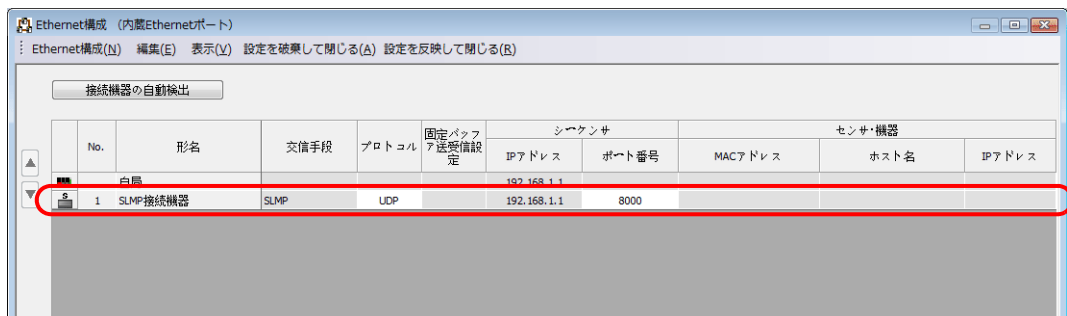 Ethernet構成 （内蔵Ethernetポート）
Ethernet構成(N) 編集(E) 表示(V) 設定を破棄して閉じる(A) 設定を反映して閉じる(R)
接続機器の自動検出
No. 形名 交信手段 プロトコル 固定バッファ送受信設定 シーケンサ センサ・機器
IPアドレス ポート番号 MACアドレス ホスト名 IPアドレス
自局 192.168.1.1
S 1 SLMP接続機器 SLMP UDP 192.168.1.1 8000